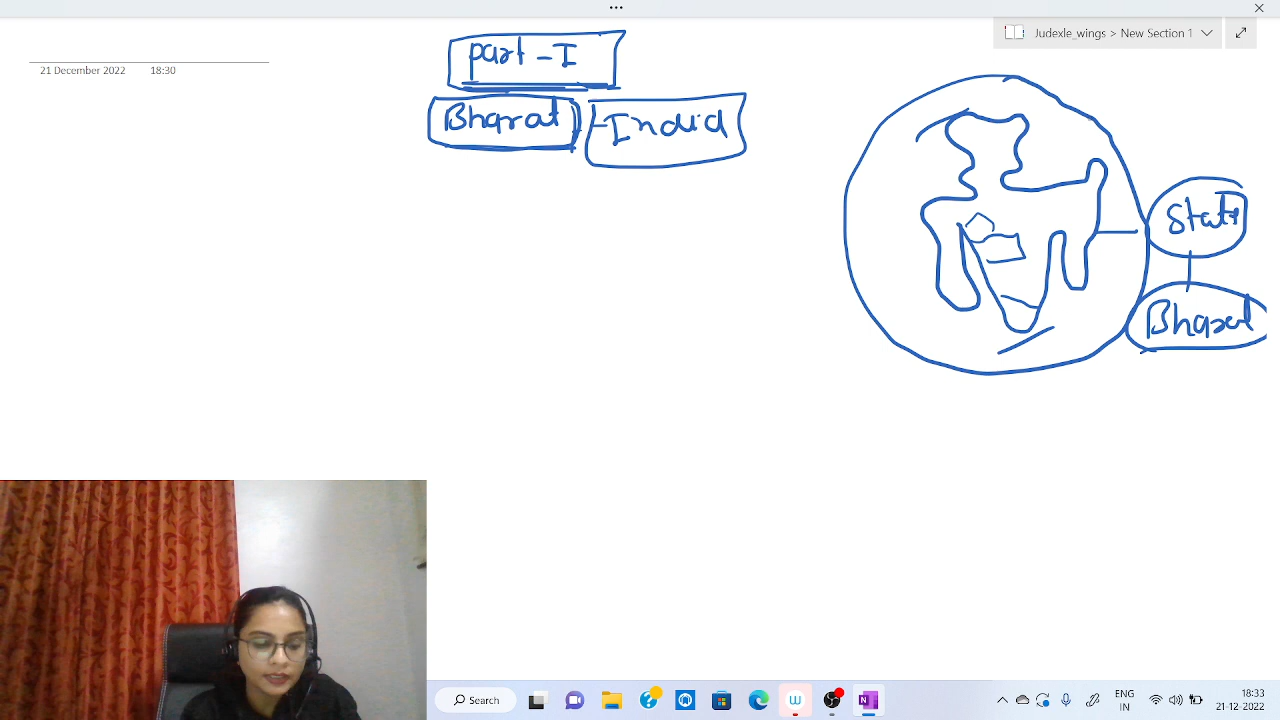 Judiciale_wings > New Section 1
21 December 2022 18:30
part - I
Bharat - India
State
Bharat
Search
ENG
IN
18:33
21-12-2022